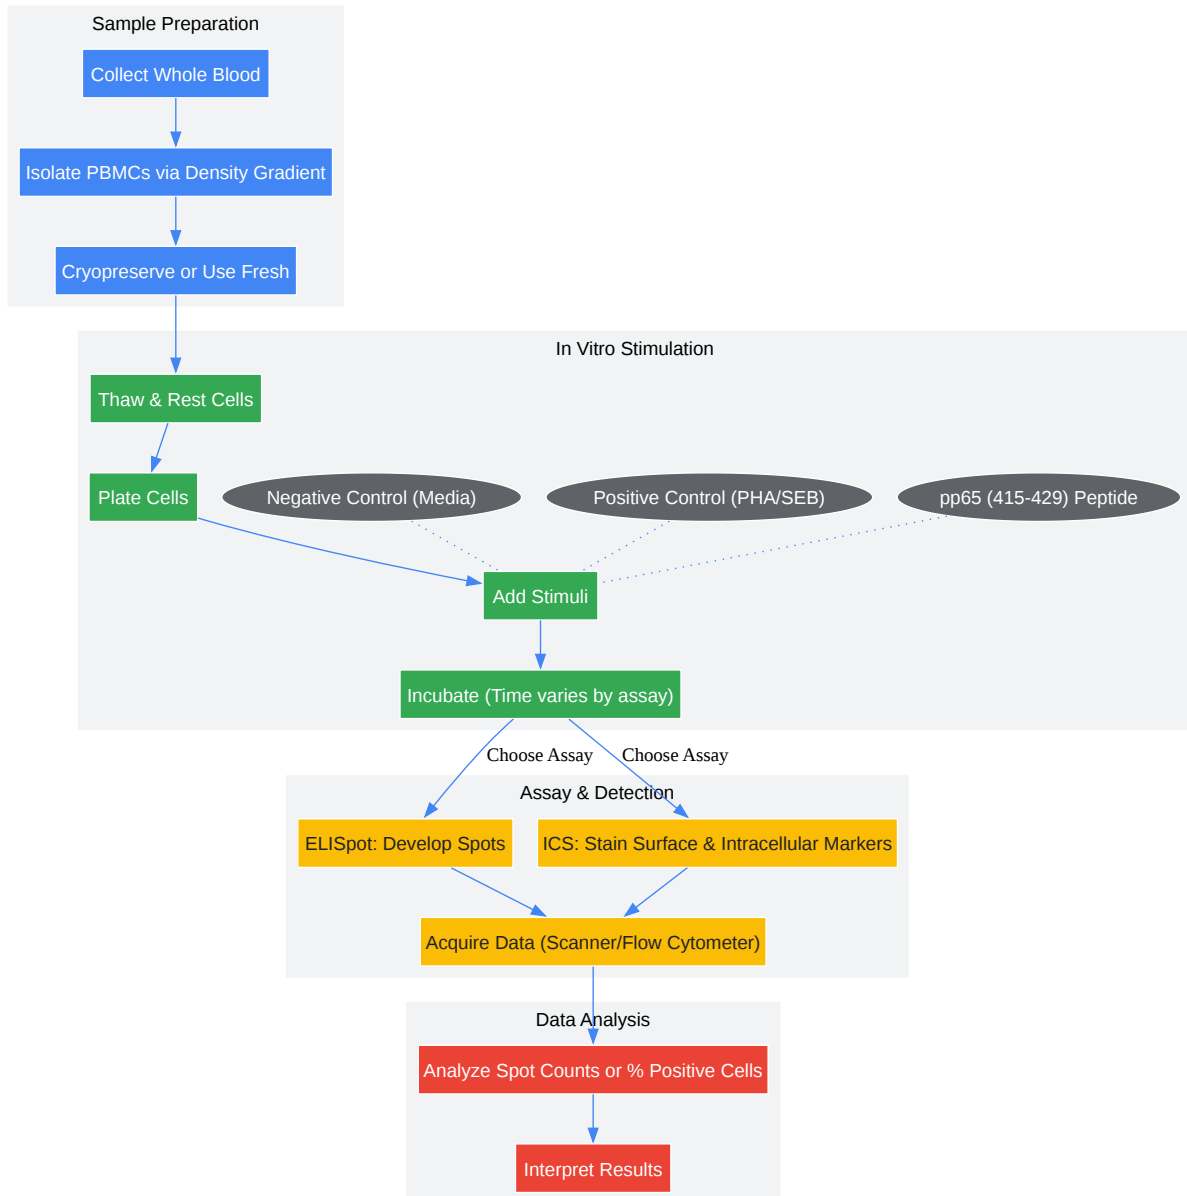 Sample Preparation
Collect Whole Blood
Isolate PBMCs via Density Gradient
Cryopreserve or Use Fresh
In Vitro Stimulation
Thaw & Rest Cells
Plate Cells
Negative Control (Media)
Positive Control (PHA/SEB)
pp65 (415-429) Peptide
Add Stimuli
Incubate (Time varies by assay)
Choose Assay
Choose Assay
Assay & Detection
ELISpot: Develop Spots
ICS: Stain Surface & Intracellular Markers
Acquire Data (Scanner/Flow Cytometer)
Data Analysis
Analyze Spot Counts or % Positive Cells
Interpret Results